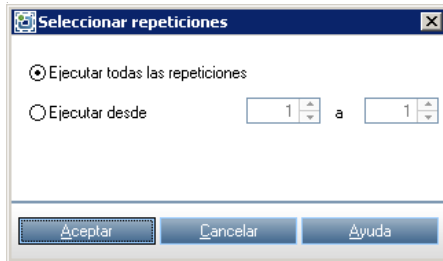 Seleccionar repeticiones
Ejecutar todas las repeticiones
Ejecutar desde 1 a 1
Aceptar Cancelar Ayuda